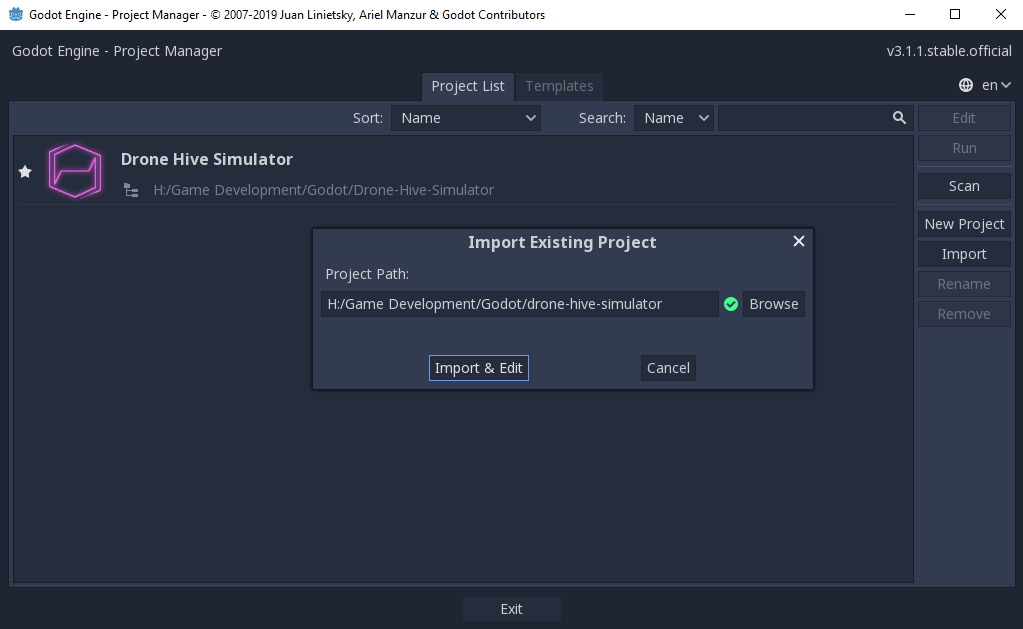 Godot Engine - Project Manager - © 2007-2019 Juan Linietsky, Ariel Manzur & Godot Contributors
Godot Engine - Project Manager
v3.1.1.stable.official
Project List
Templates
en
Sort:
Name
Search:
Name
Edit
Drone Hive Simulator
H:/Game Development/Godot/Drone-Hive-Simulator
Run
Scan
New Project
Import
Rename
Remove
Import Existing Project
Project Path:
H:/Game Development/Godot/drone-hive-simulator
Browse
Import & Edit
Cancel
Exit